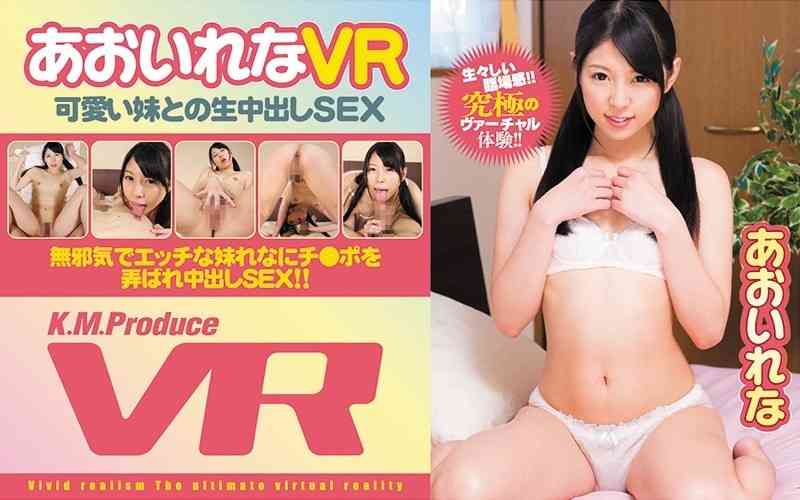 あおいれなVR
可愛い妹との生中出しSEX
無邪気でエッチな妹れなにチ●ポを
弄ばれ中出しSEX!!
K.M.Produce
VR
Vivid realism The ultimate virtual reality
生々しい
臨場感!!
究極の
ヴァーチャル
体験!!
あおいれな